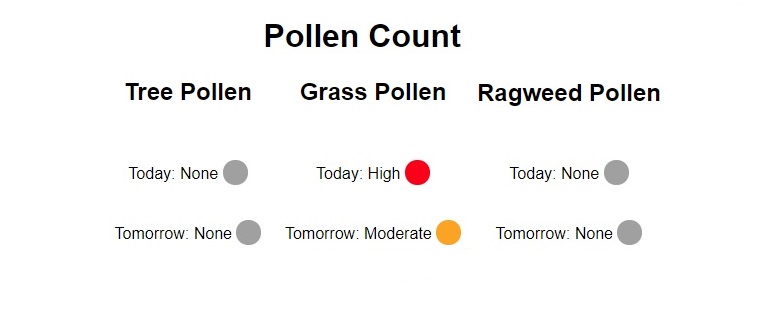 Pollen Count
Tree Pollen
Grass Pollen
Ragweed Pollen
Today: None
Today: High
Today: None
Tomorrow: None
Tomorrow: Moderate
Tomorrow: None